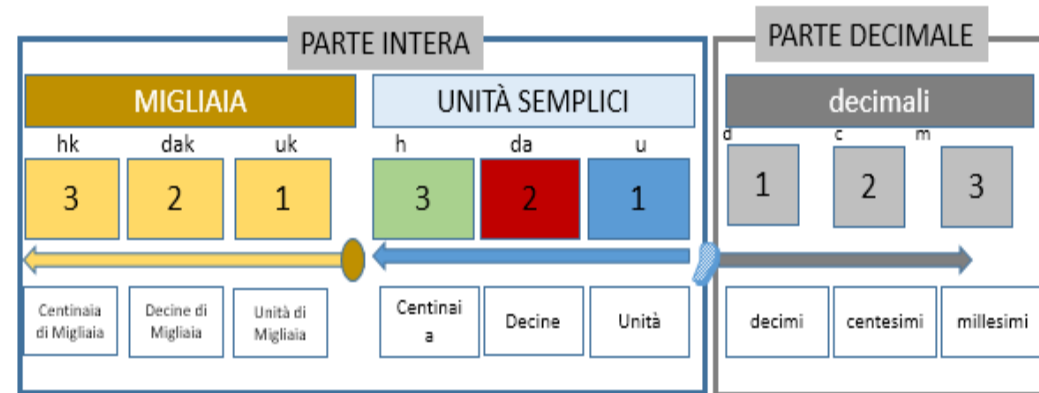 PARTE INTERA
PARTE DECIMALE
MIGLIAIA
UNITÀ SEMPLICI
decimali
hk dak uk h da u d c m
3 2 1 3 2 1 1 2 3
Centinaia
di Migliaia
Decine di
Migliaia
Unità di
Migliaia
Centinai
a
Decine
Unità
decimi
centesimi
millesimi